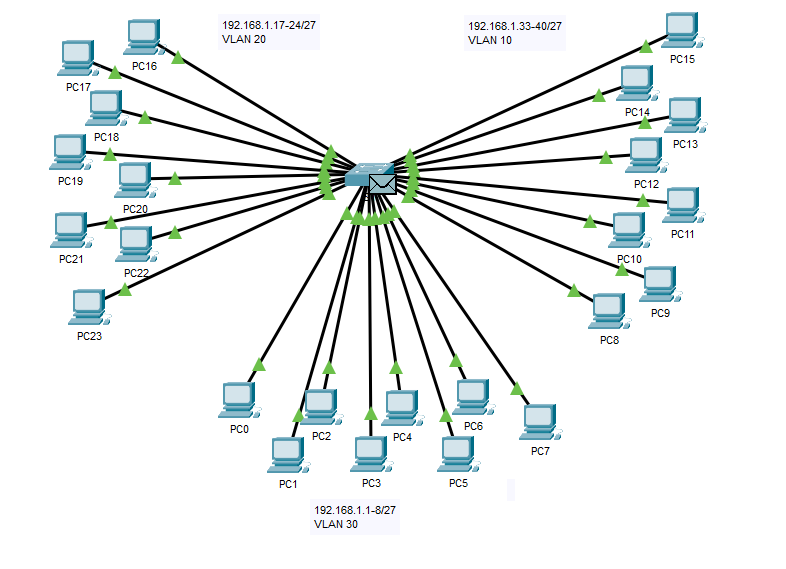 192.168.1.17-24/27
VLAN 20
192.168.1.33-40/27
VLAN 10
PC16
PC15
PC17
PC14
PC18
PC13
PC19
PC12
PC20
PC11
PC21
PC10
PC22
PC9
PC23
PC8
PC0
PC2
PC4
PC6
PC7
PC1
PC3
PC5
192.168.1.1-8/27
VLAN 30